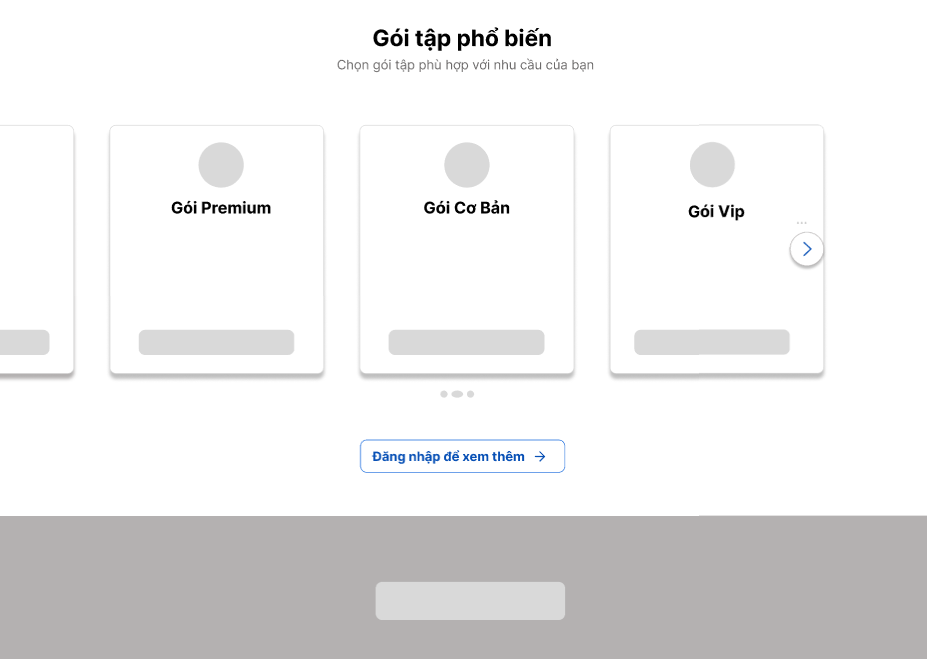 Gói tập phổ biến
Chọn gói tập phù hợp với nhu cầu của bạn
Gói Premium
Gói Cơ Bản
Gói Vip
...
Đăng nhập để xem thêm